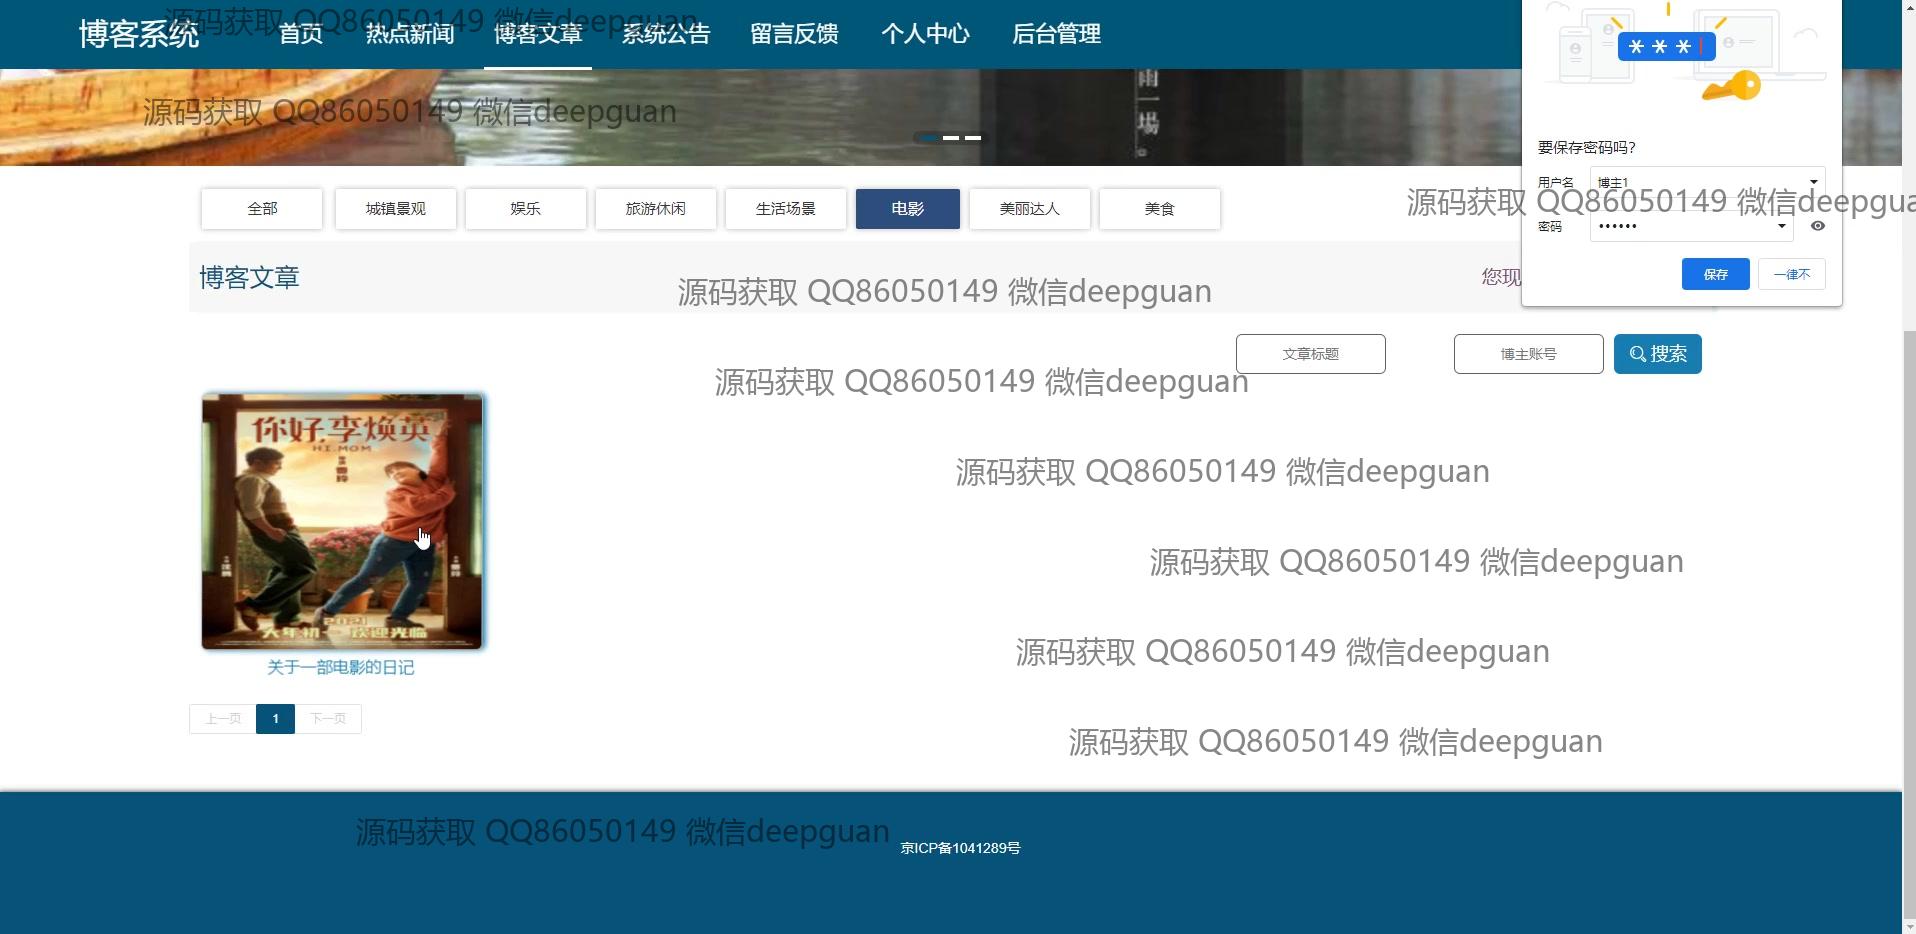 博客系统
首页
热点新闻
博客文章
系统公告
留言反馈
个人中心
后台管理
源码获取 QQ86050149 微信deepguan
源码获取 QQ86050149 微信deepguan
雨一場。
要保存密码吗?
用户名
博主1
密码
••••••
保存
一律不
全部
城镇景观
娱乐
旅游休闲
生活场景
电影
美丽达人
美食
源码获取 QQ86050149 微信deepgua
博客文章
源码获取 QQ86050149 微信deepguan
您现
文章标题
博主账号
搜索
源码获取 QQ86050149 微信deepguan
你好,李焕英
HI,MOM
源码获取 QQ86050149 微信deepguan
源码获取 QQ86050149 微信deepguan
2021
大年初一 欢迎光临
源码获取 QQ86050149 微信deepguan
关于一部电影的日记
上一页
1
下一页
源码获取 QQ86050149 微信deepguan
源码获取 QQ86050149 微信deepguan
京ICP备1041289号